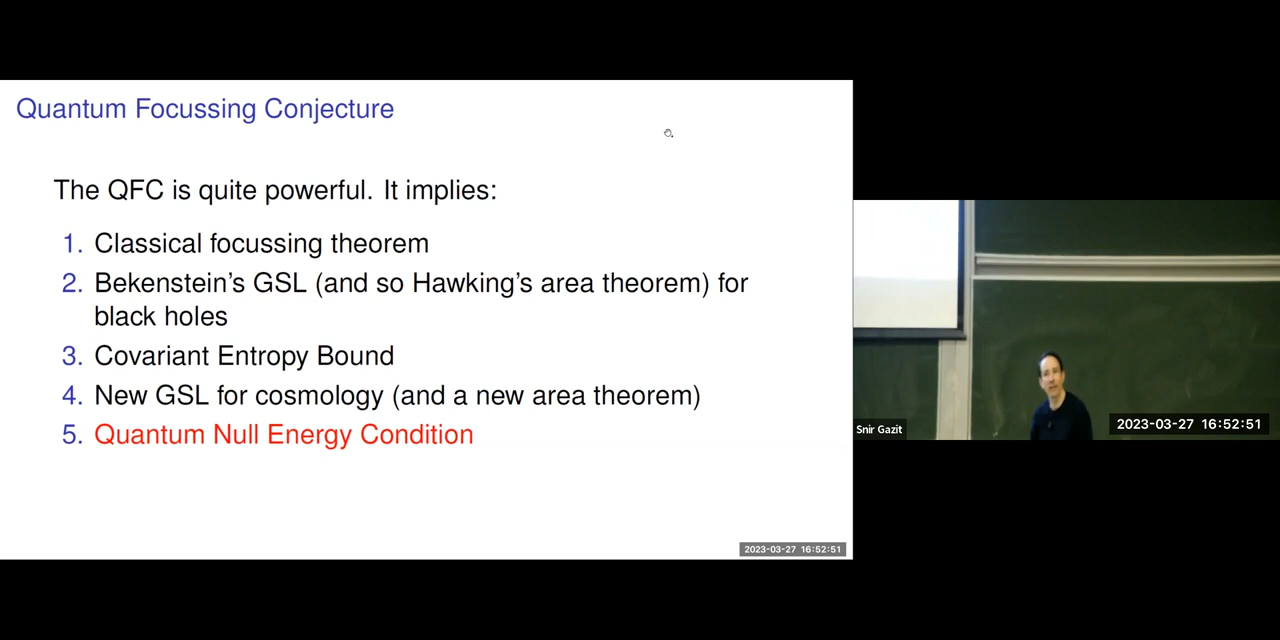 Quantum Focussing Conjecture
The QFC is quite powful. It implies:
1. Classical focussing theorem
2. Bekenstein's GSL (and so Hawking's area theorem) for
black holes
3. Covariant Entropy Bound
4. New GSL for cosmology (and a new area theorem)
5. Quantum Null Energy Condition
2023-03-27 16:52:51
Snir Gazit
2023-03-27 16:52:51